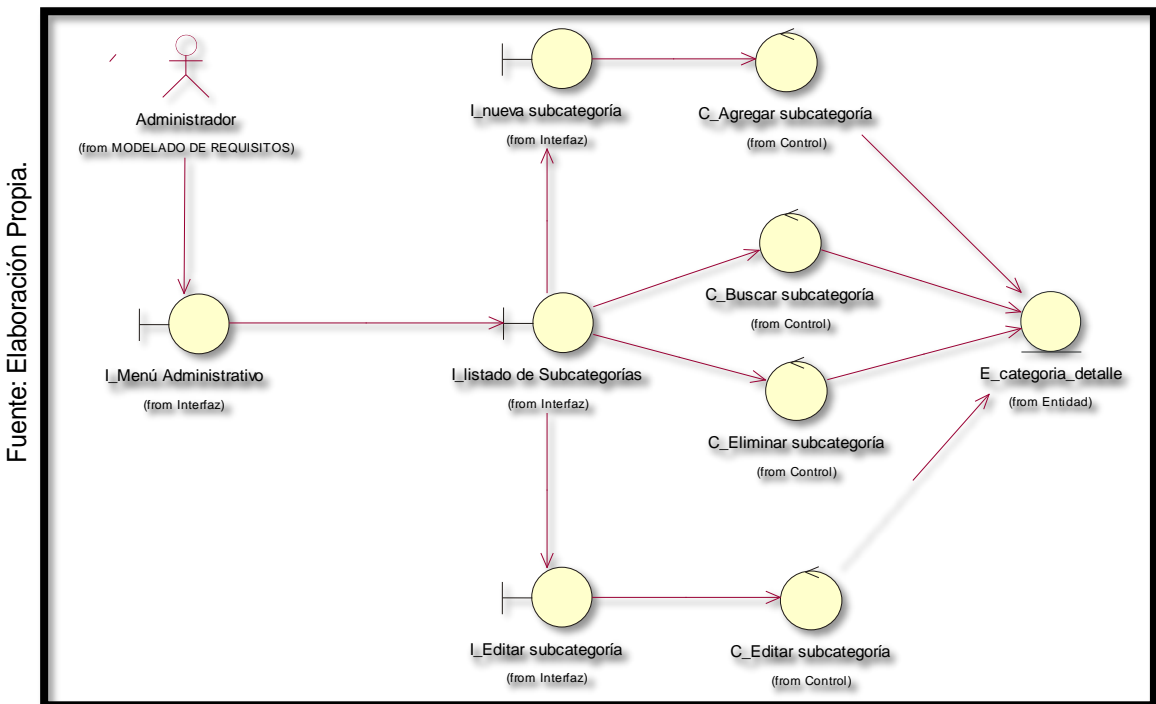 Fuente: Elaboración Propia.
Administrador
(from MODELADO DE REQUISITOS)
I_nueva subcategoría
(from Interfaz)
C_Agregar subcategoría
(from Control)
C_Buscar subcategoría
(from Control)
I_Menú Administrativo
(from Interfaz)
I_listado de Subcategorías
(from Interfaz)
E_categoria_detalle
(from Entidad)
C_Eliminar subcategoría
(from Control)
I_Editar subcategoría
(from Interfaz)
C_Editar subcategoría
(from Control)